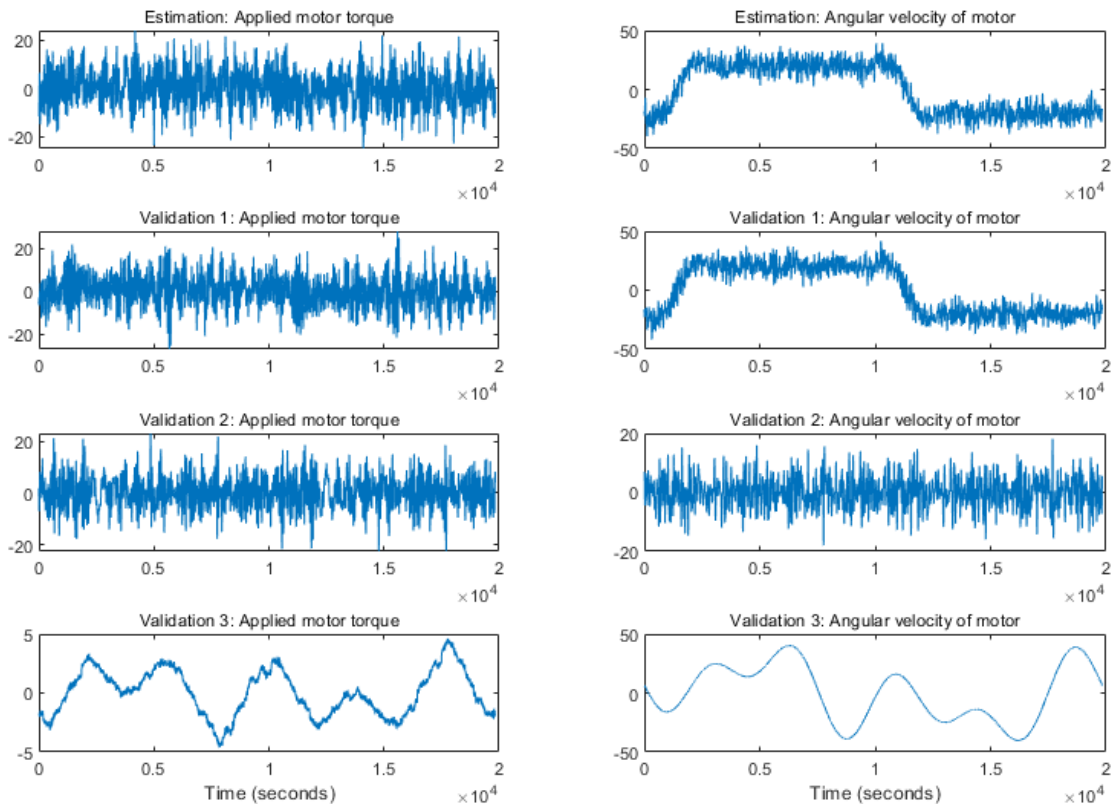 Estimation: Applied motor torque
20
0
-20
0 0.5 1 1.5 2
×10^4
Estimation: Angular velocity of motor
50
0
-50
0 0.5 1 1.5 2
×10^4
Validation 1: Applied motor torque
20
0
-20
0 0.5 1 1.5 2
×10^4
Validation 1: Angular velocity of motor
50
0
-50
0 0.5 1 1.5 2
×10^4
Validation 2: Applied motor torque
20
0
-20
0 0.5 1 1.5 2
×10^4
Validation 2: Angular velocity of motor
20
0
-20
0 0.5 1 1.5 2
×10^4
Validation 3: Applied motor torque
5
0
-5
0 0.5 1 1.5 2
Time (seconds) ×10^4
Validation 3: Angular velocity of motor
50
0
-50
0 0.5 1 1.5 2
Time (seconds) ×10^4